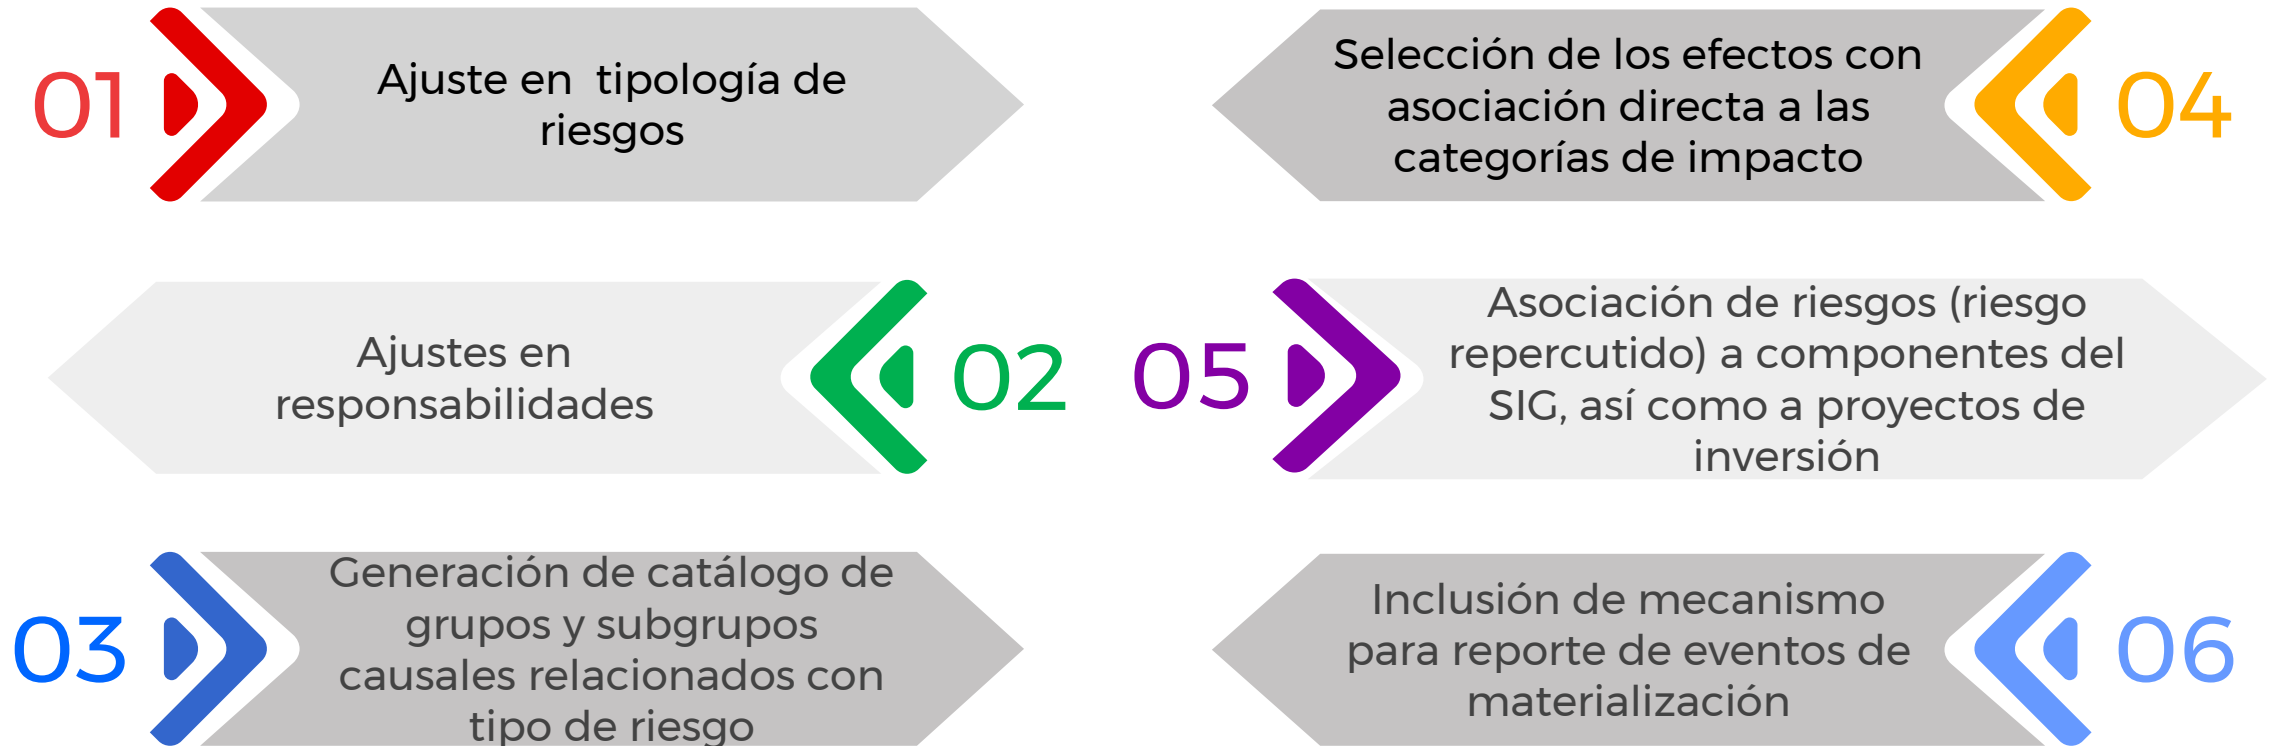 01
Ajuste en  tipología de
riesgos
Ajustes en
responsabilidades
02
03
Generación de catálogo de
grupos y subgrupos
causales relacionados con
tipo de riesgo
Selección de los efectos con
asociación directa a las
categorías de impacto
04
05
Asociación de riesgos (riesgo
repercutido) a componentes del
SIG, así como a proyectos de
inversión
Inclusión de mecanismo
para reporte de eventos de
materialización
06